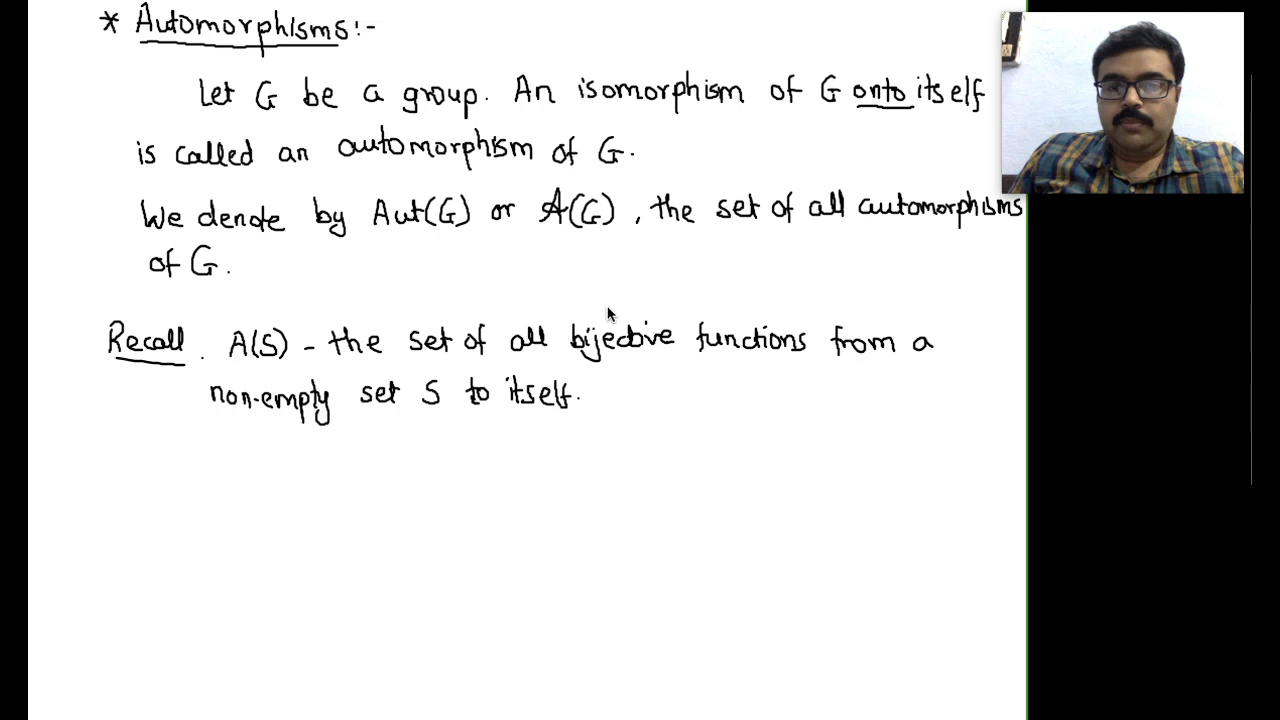 * Automorphisms:-
Let G be a group. An isomorphism of G onto itself
is called an automorphism of G.
We denote by Aut(G) or 𝒜(G), the set of all automorphisms
of G.
Recall. A(S) - the set of all bijective functions from a
non-empty set S to itself.